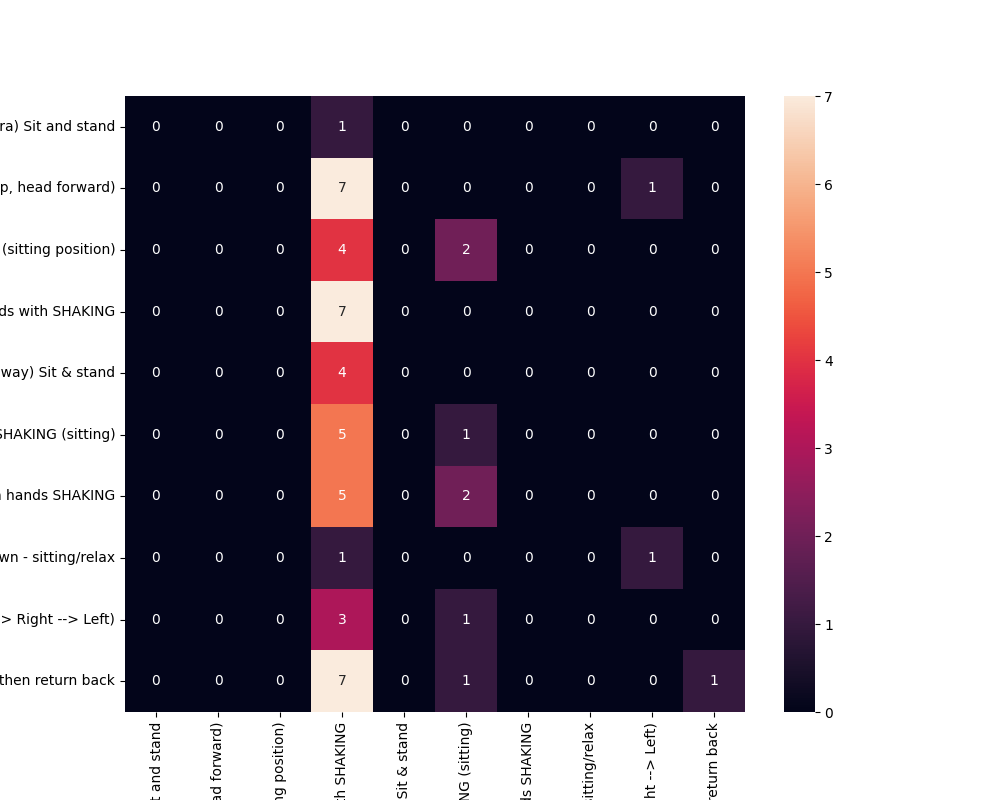 ra) Sit and stand 0 0 0 1 0 0 0 0 0 0
p, head forward) 0 0 0 7 0 0 0 0 1 0
(sitting position) 0 0 0 4 0 2 0 0 0 0
ds with SHAKING 0 0 0 7 0 0 0 0 0 0
way) Sit & stand 0 0 0 4 0 0 0 0 0 0
SHAKING (sitting) 0 0 0 5 0 1 0 0 0 0
hands SHAKING 0 0 0 5 0 2 0 0 0 0
wn - sitting/relax 0 0 0 1 0 0 0 0 1 0
> Right --> Left) 0 0 0 3 0 1 0 0 0 0
then return back 0 0 0 7 0 1 0 0 0 1
t and stand
ad forward)
ng position)
th SHAKING
Sit & stand
NG (sitting)
ds SHAKING
sitting/relax
ht --> Left)
return back
7
6
5
4
3
2
1
0